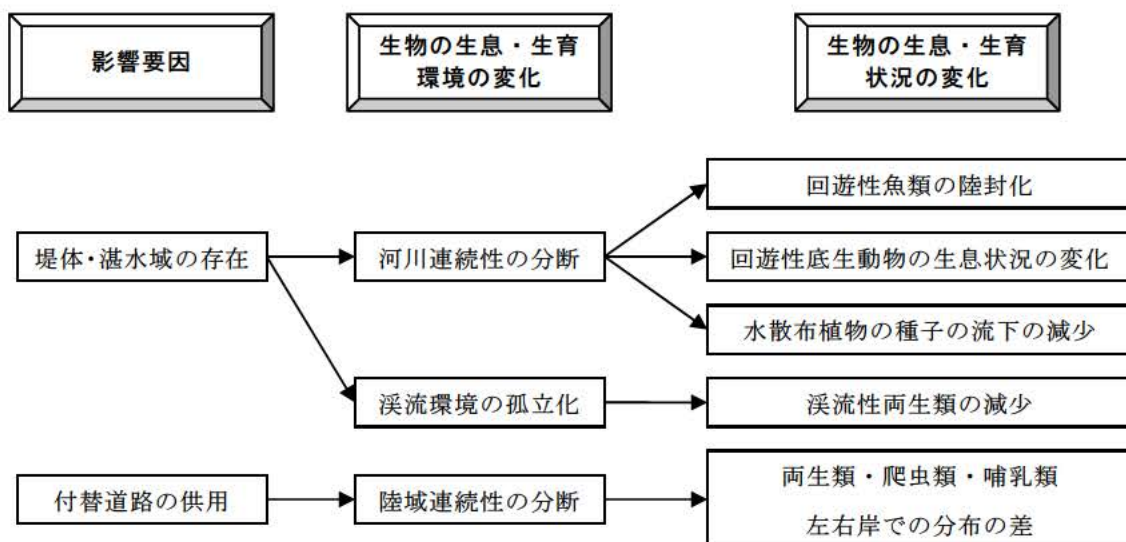 影響要因
生物の生息・生育
環境の変化
生物の生息・生育
状況の変化
回遊性魚類の陸封化
堤体・湛水域の存在
河川連続性の分断
回遊性底生動物の生息状況の変化
水散布植物の種子の流下の減少
渓流環境の孤立化
渓流性両生類の減少
付替道路の供用
陸域連続性の分断
両生類・爬虫類・哺乳類
左右岸での分布の差